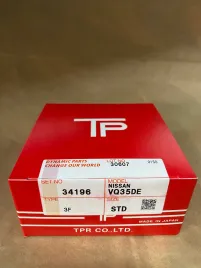 TP
DYNAMIC PARTS
CHANGE OUR WORLD
30607
SET NO
34196
MODEL
NISSAN
VQ35DE
TYPE
3F
SIZE
STD
MADE IN JAPAN
TPR CO.,LTD.